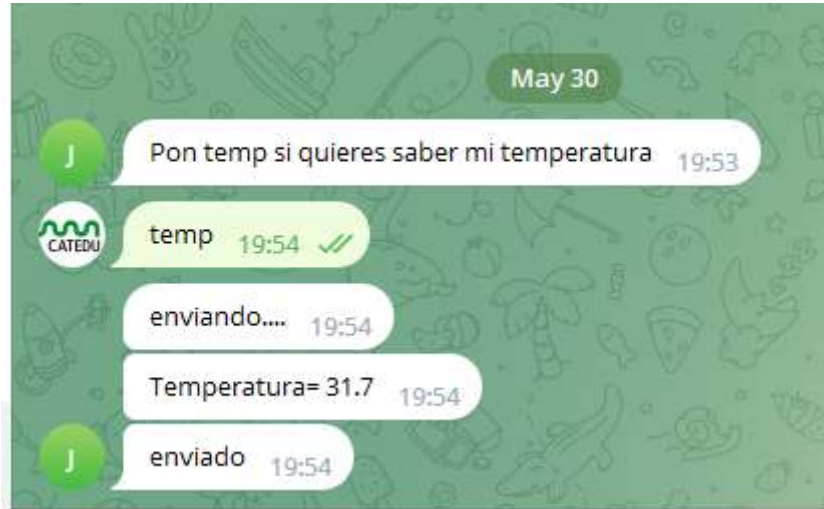 May 30
J
Pon temp si quieres saber mi temperatura 19:53
CATEDU
temp 19:54
enviando.... 19:54
Temperatura= 31.7 19:54
J
enviado 19:54